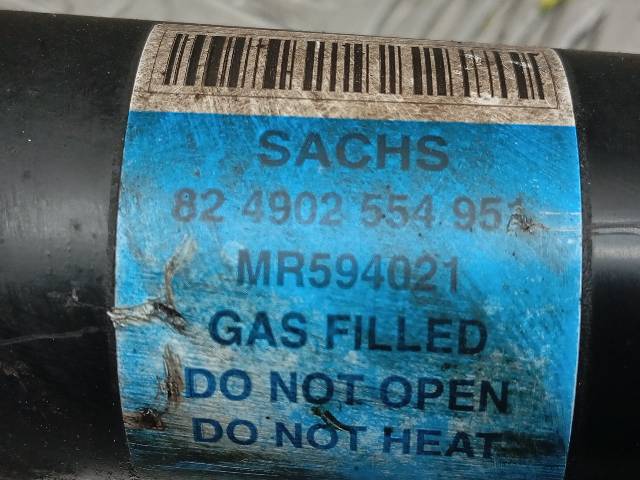 SACHS
82 4902 554 951
MR594021
GAS FILLED
DO NOT OPEN
DO NOT HEAT